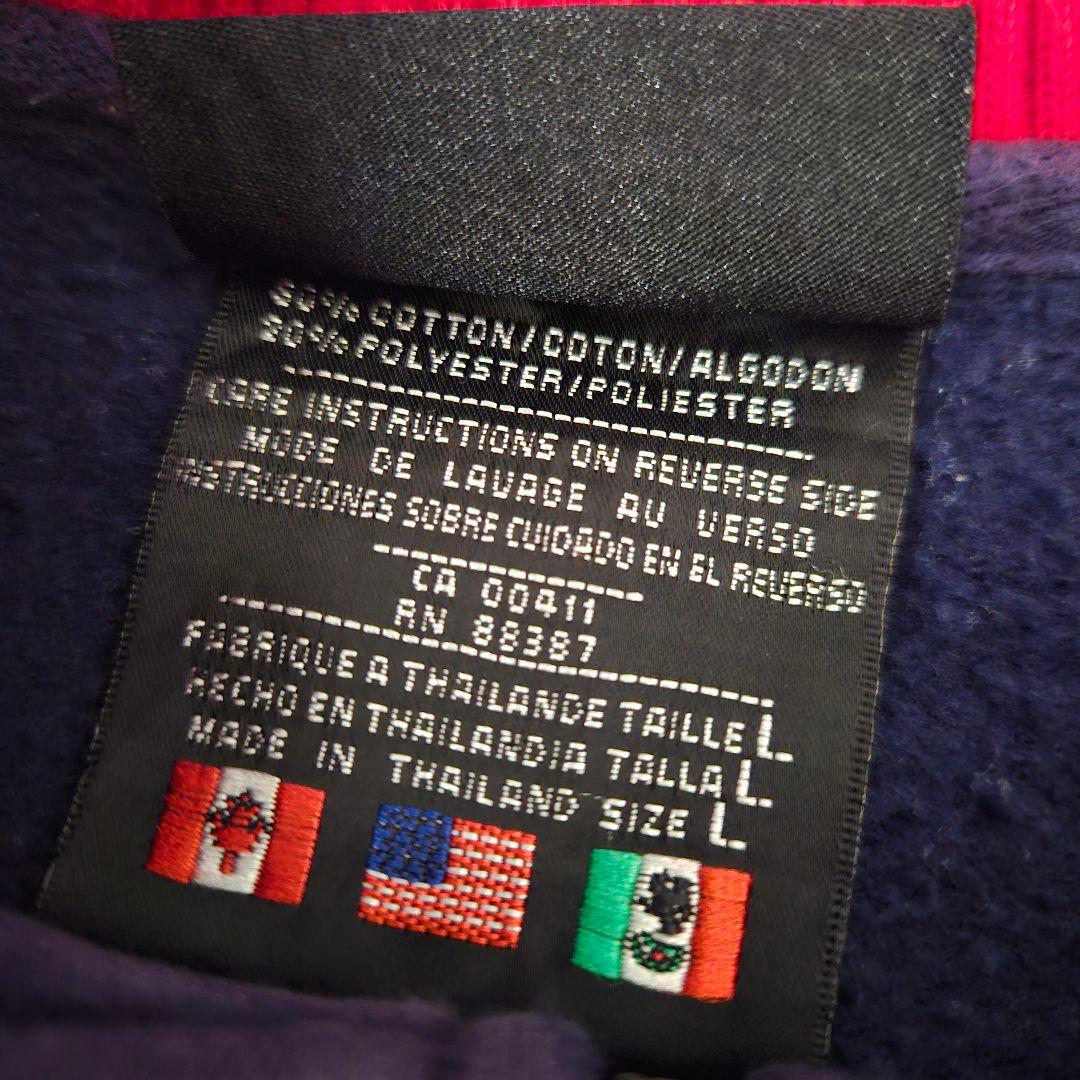 80% COTTON/COTON/ALGODON
20% POLYESTER/POLIESTER
CARE INSTRUCTIONS ON REVERSE SIDE
MODE DE LAVAGE AU VERSO
INSTRUCCIONES SOBRE CUIDADO EN EL REVERSO
CA 00411
RN 88387
FABRIQUE A THAILANDE TAILLE L
HECHO EN THAILANDIA TALLA L
MADE IN THAILAND SIZE L